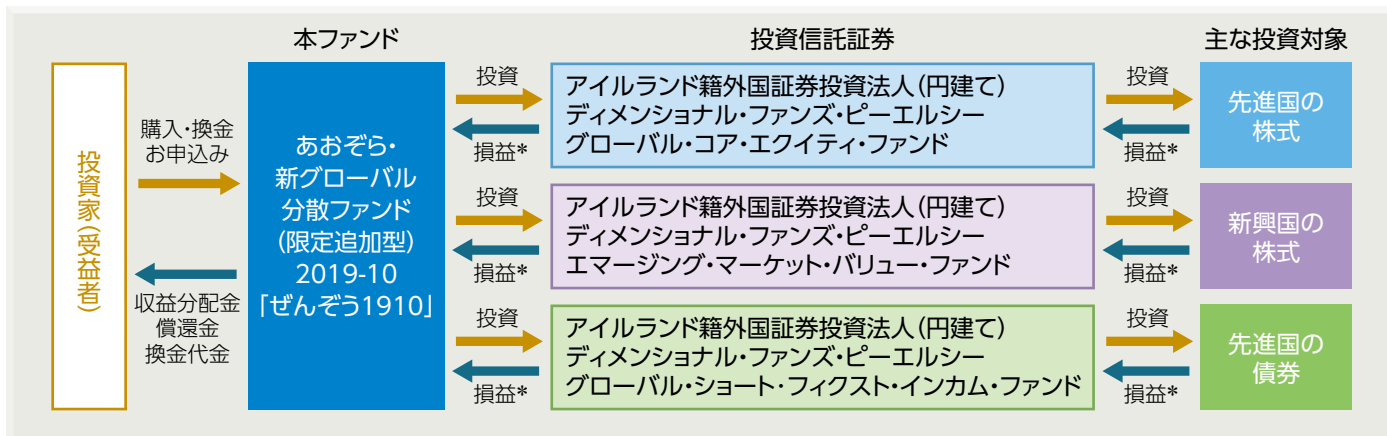 本ファンド
投資信託証券
主な投資対象
投資家(受益者)
購入・換金
お申込み
収益分配金
償還金
換金代金
あおぞら・
新グローバル
分散ファンド
(限定追加型)
2019-10
「ぜんぞう1910」
投資
損益*
アイルランド籍外国証券投資法人(円建て)
ディメンショナル・ファンズ・ピーエルシー
グローバル・コア・エクイティ・ファンド
投資
損益*
先進国の
株式
投資
損益*
アイルランド籍外国証券投資法人(円建て)
ディメンショナル・ファンズ・ピーエルシー
エマージング・マーケット・バリュー・ファンド
投資
損益*
新興国の
株式
投資
損益*
アイルランド籍外国証券投資法人(円建て)
ディメンショナル・ファンズ・ピーエルシー
グローバル・ショート・フィクスト・インカム・ファンド
投資
損益*
先進国の
債券